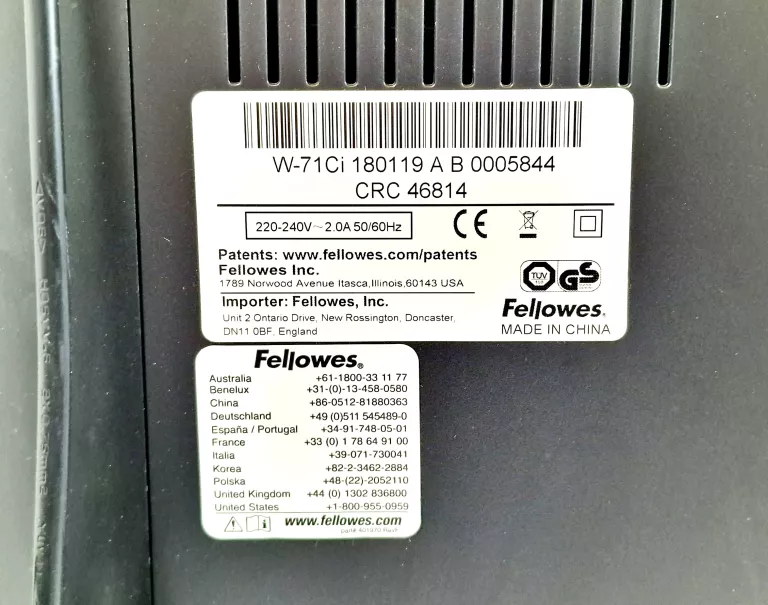 W-71Ci 180119 A B 0005844
CRC 46814
220-240V~2.0A 50/60Hz
CE
Patents: www.fellowes.com/patents
Fellowes Inc.
1789 Norwood Avenue Itasca,Illinois,60143 USA
TUV GS
Importer: Fellowes, Inc.
Unit 2 Ontario Drive, New Rossington, Doncaster,
DN11 0BF, England
Fellowes.
MADE IN CHINA
Fellowes®
Australia +61-1800-33 11 77
Benelux +31-(0)-13-458-0580
China +86-0512-81880363
Deutschland +49 (0)511 545489-0
España / Portugal +34-91-748-05-01
France +33 (0) 1 78 64 91 00
Italia +39-071-730041
Korea +82-2-3462-2884
Polska +48-(22)-2052110
United Kingdom +44 (0) 1302 836800
United States +1-800-955-0959
www.fellowes.com
part# 401970